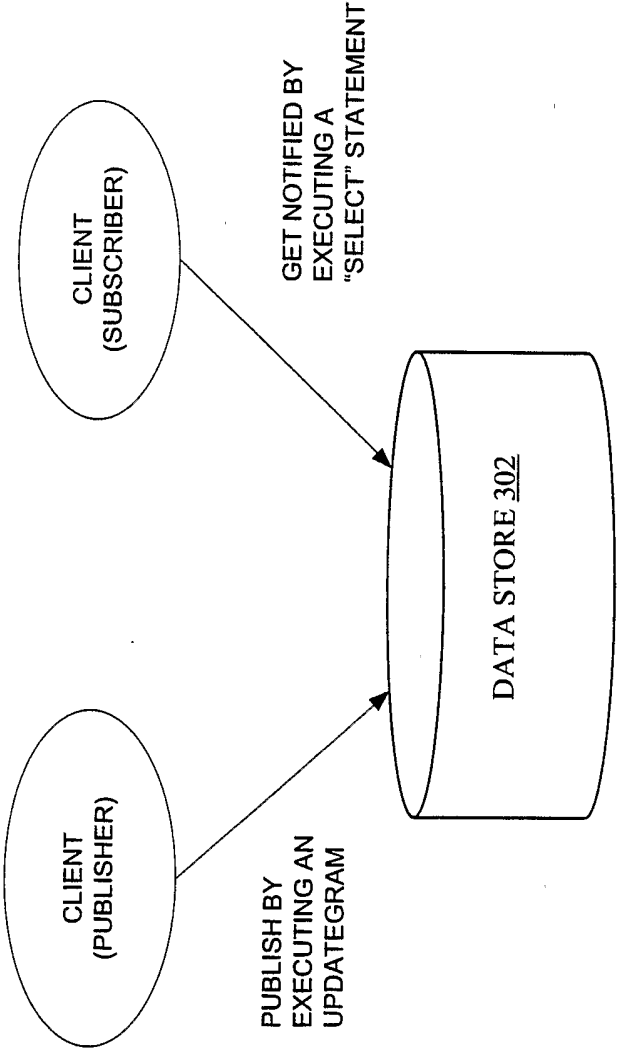 CLIENT
(PUBLISHER)
CLIENT
(SUBSCRIBER)
PUBLISH BY
EXECUTING AN
UPDATEGRAM
GET NOTIFIED BY
EXECUTING A
"SELECT" STATEMENT
DATA STORE 302